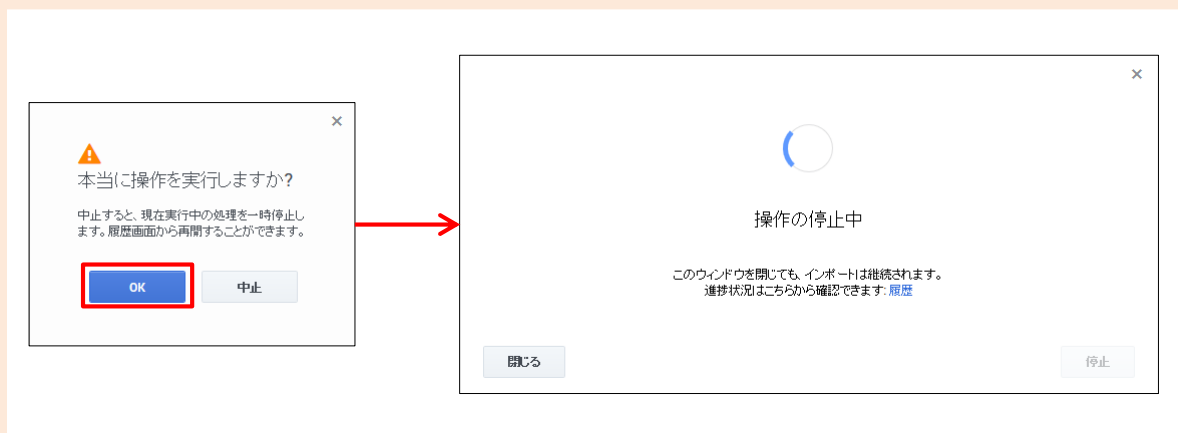 本当に操作を実行しますか?
中止すると、現在実行中の処理を一時停止し
ます。履歴画面から再開することができます。
OK
中止
操作の停止中
このウィンドウを閉じても、インポートは継続されます。
進捗状況はこちらから確認できます: 履歴
閉じる
停止